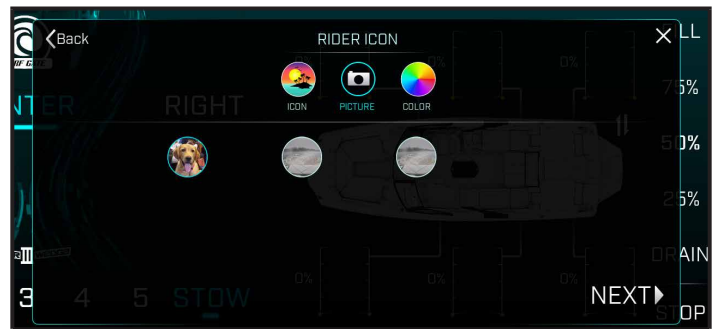 Back
RIDER ICON
ICON
PICTURE
COLOR
NEXT
RIGHT
3 4 5 STOW
0%
0%
0%
0%
0%
75%
50%
25%
DRAIN
STOP